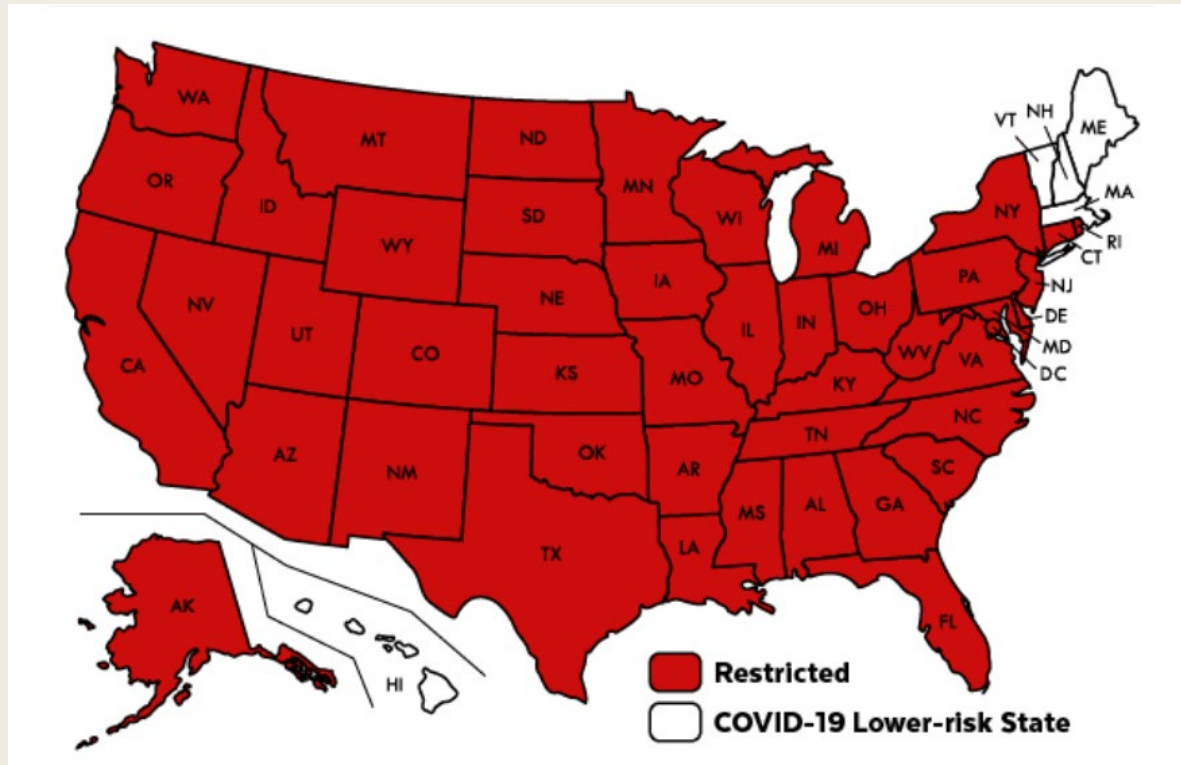 WA
MT
ND
MN
VT
NH
ME
OR
ID
SD
WI
NY
MA
WY
MI
RI
CT
NV
NE
IA
PA
NJ
UT
CO
IL
IN
OH
DE
CA
KS
MO
WV
VA
MD
KY
DC
AZ
NM
OK
AR
TN
NC
SC
MS
AL
GA
TX
LA
AK
FL
HI
Restricted
COVID-19 Lower-risk State